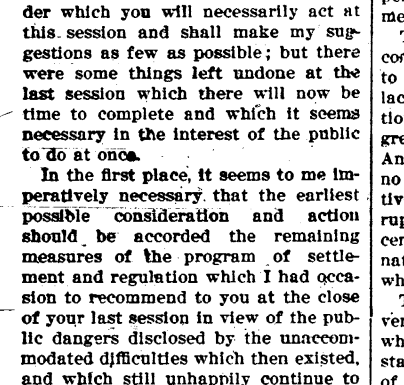 der which you will necessarily act at
this session and shall make my sug-
gestions as few as possible; but there
were some things left undone at the
last session which there will now be
time to complete and which it seems
necessary in the interest of the public
to do at once.
In the first place, it seems to me im-
peratively necessary that the earliest
possible consideration and action
should be accorded the remaining
measures of the program of settle-
ment and regulation which I had occa-
sion to recommend to you at the close
of your last session in view of the pub-
lic dangers disclosed by the unaccom-
modated difficulties which then existed,
and which still unhappily continue to